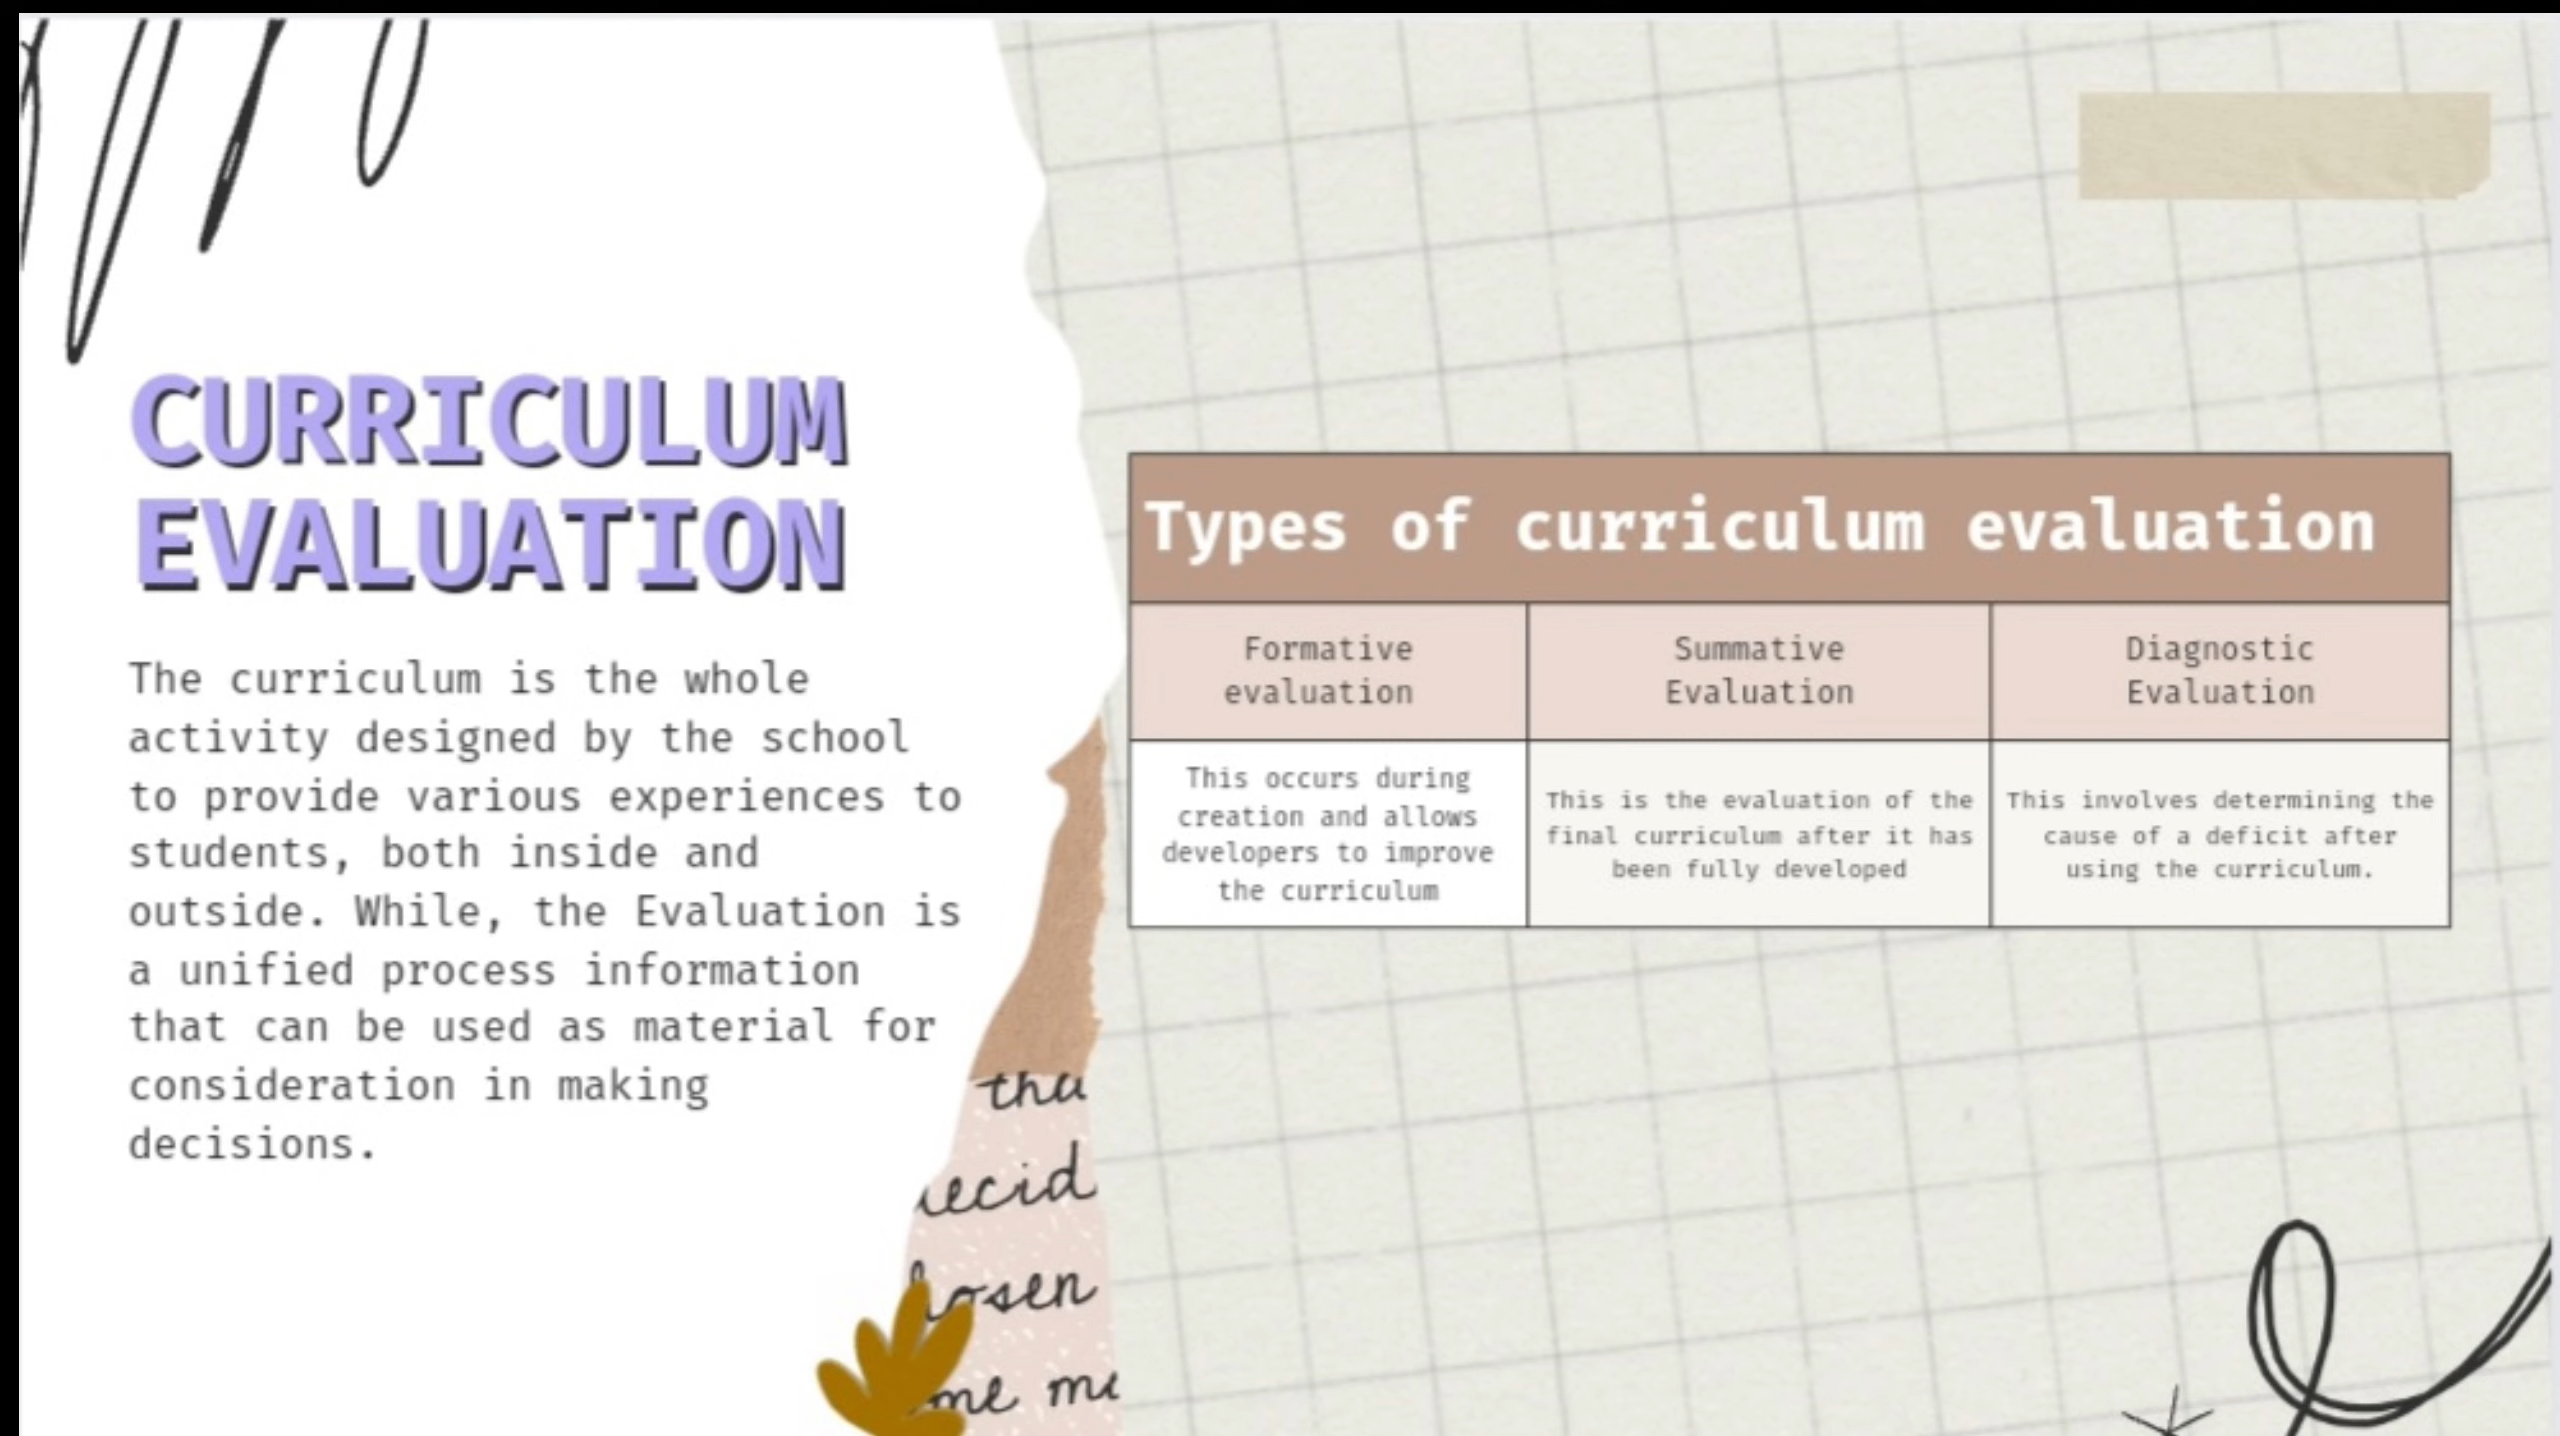 CURRICULUM
EVALUATION
The curriculum is the whole
activity designed by the school
to provide various experiences to
students, both inside and
outside. While, the Evaluation is
a unified process information
that can be used as material for
consideration in making
decisions.
Types of curriculum evaluation
Formative
evaluation
Summative
Evaluation
Diagnostic
Evaluation
This occurs during
creation and allows
developers to improve
the curriculum
This is the evaluation of the
final curriculum after it has
been fully developed
This involves determining the
cause of a deficit after
using the curriculum.
me